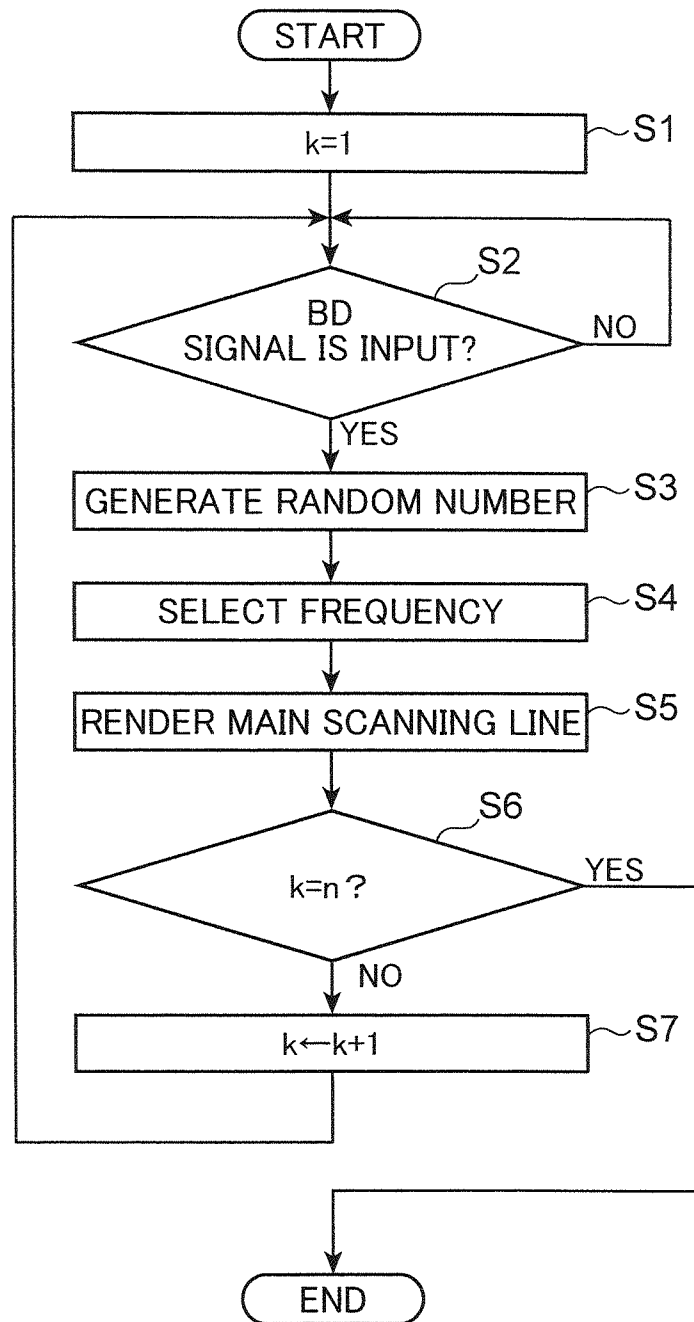 START
k=1
S1
S2
BD
SIGNAL IS INPUT?
NO
YES
GENERATE RANDOM NUMBER
S3
SELECT FREQUENCY
S4
RENDER MAIN SCANNING LINE
S5
S6
k=n?
YES
NO
k←k+1
S7
END